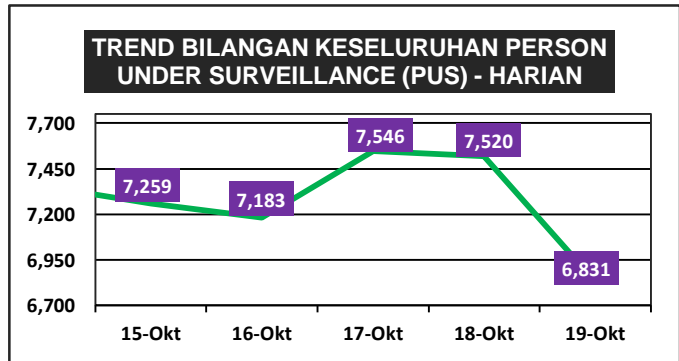 TREND BILANGAN KESELURUHAN PERSON
UNDER SURVEILLANCE (PUS) - HARIAN
7,700
7,450
7,200
6,950
6,700
7,259
7,183
7,546
7,520
6,831
15-Okt
16-Okt
17-Okt
18-Okt
19-Okt